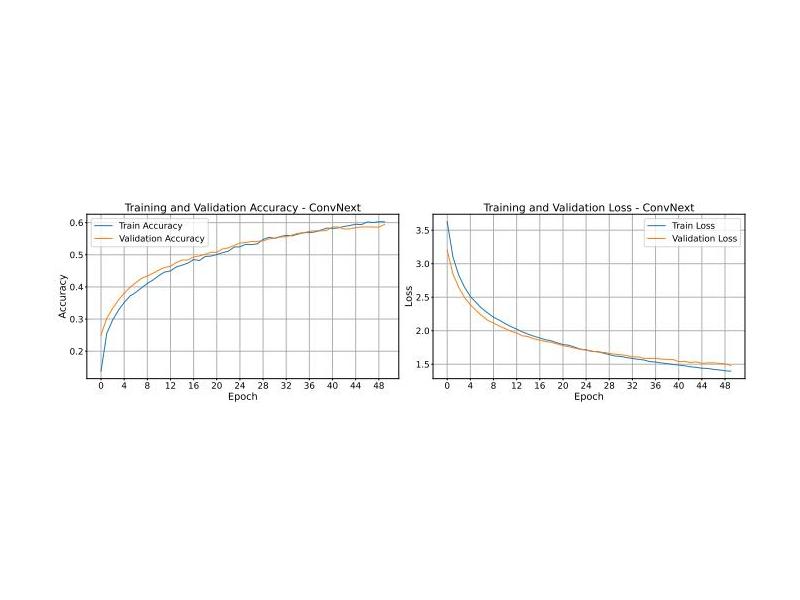 Training and Validation Accuracy - ConvNext
Train Accuracy
Validation Accuracy
0.6
0.5
0.4
0.3
0.2
Accuracy
0 4 8 12 16 20 24 28 32 36 40 44 48
Epoch
Training and Validation Loss - ConvNext
Train Loss
Validation Loss
3.5
3.0
2.5
2.0
1.5
Loss
0 4 8 12 16 20 24 28 32 36 40 44 48
Epoch